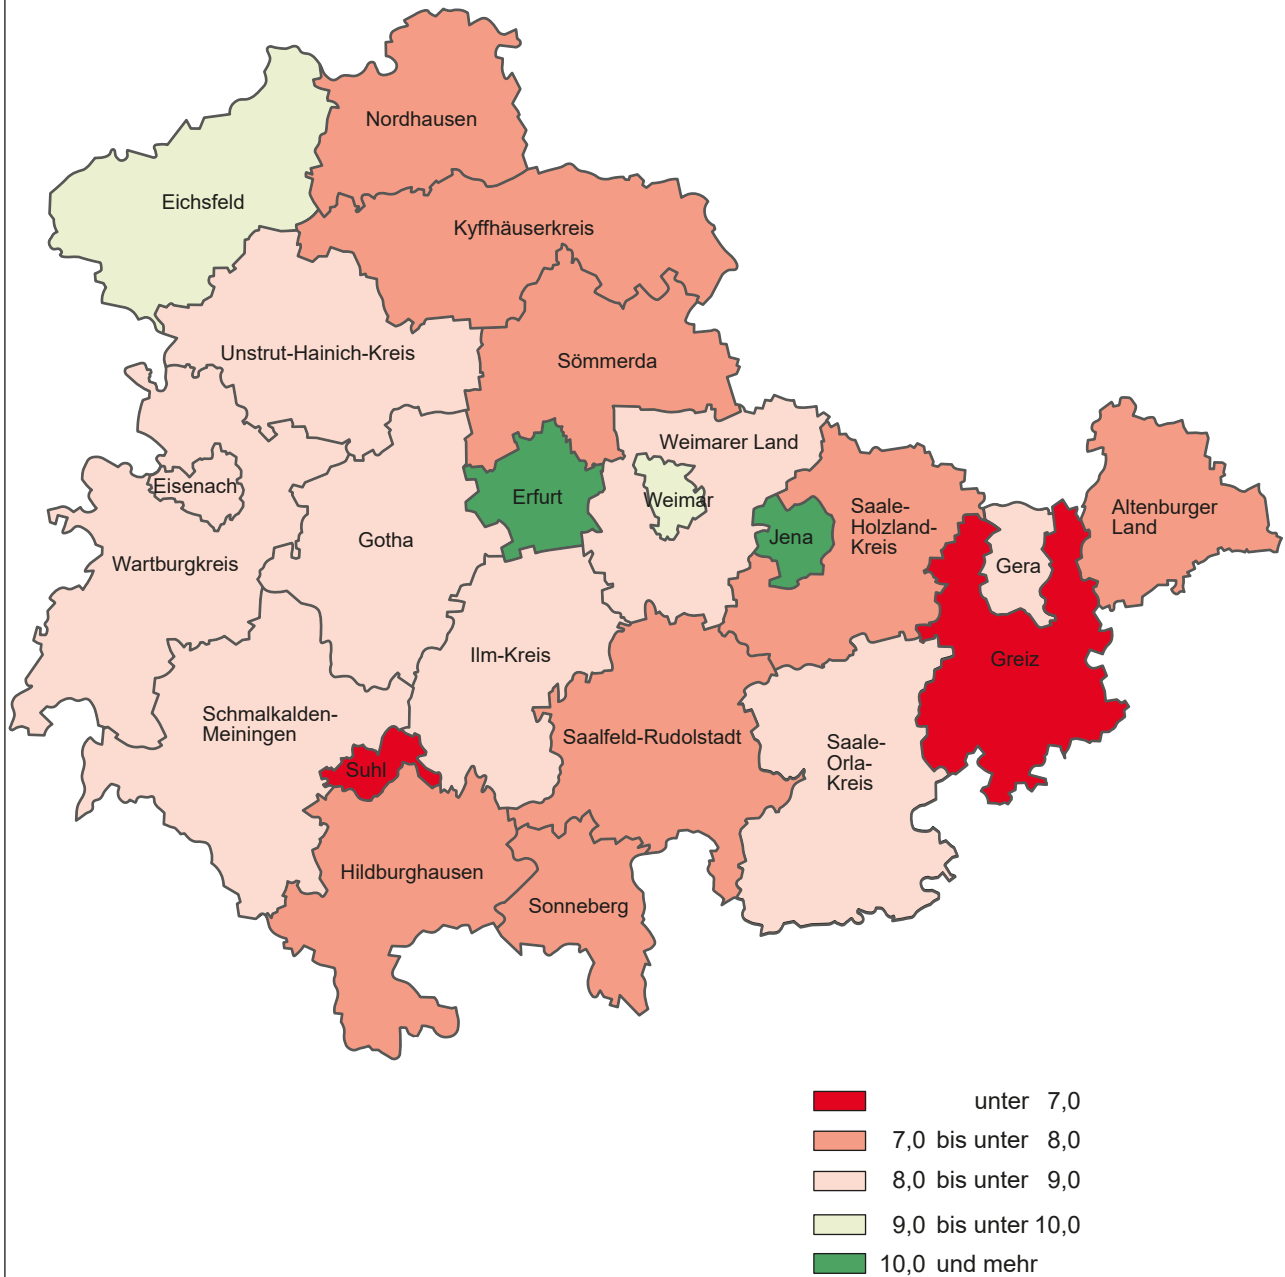 Nordhausen
Eichsfeld
Kyffhäuserkreis
Unstrut-Hainich-Kreis
Sömmerda
Weimarer Land
Eisenach
Erfurt
Weimar
Saale-
Holzland-
Kreis
Altenburger
Land
Jena
Gotha
Wartburgkreis
Gera
Ilm-Kreis
Greiz
Schmalkalden-
Meiningen
Saalfeld-Rudolstadt
Saale-
Orla-
Kreis
Suhl
Hildburghausen
Sonneberg
unter 7,0
7,0 bis unter 8,0
8,0 bis unter 9,0
9,0 bis unter 10,0
10,0 und mehr